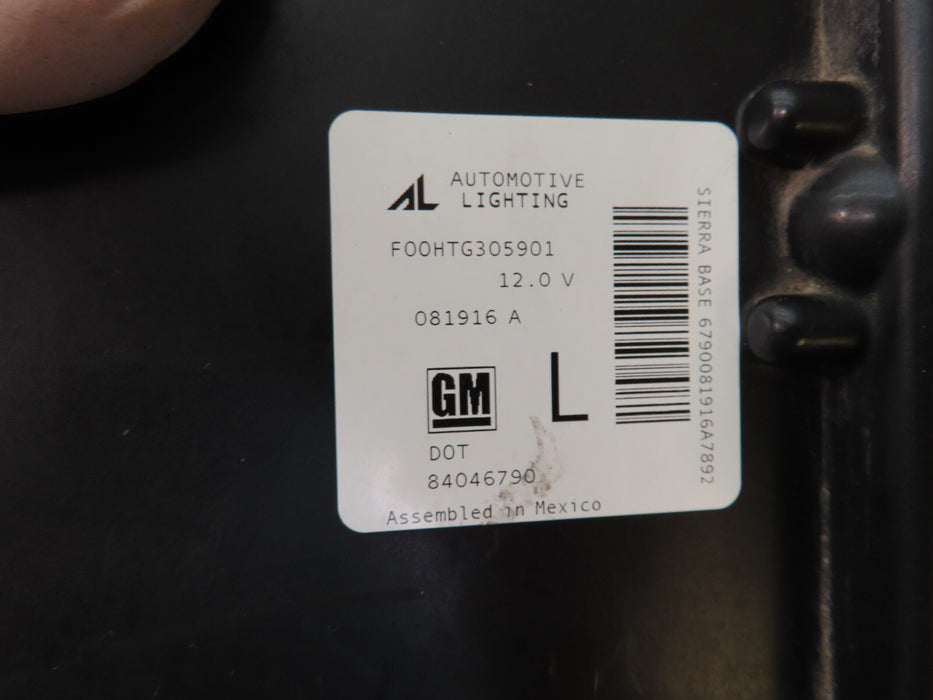 AL AUTOMOTIVE
LIGHTING
F00HTG305901
12.0 V
081916 A
GM
L
DOT
84046790
Assembled in Mexico
SIERRA BASE 6790081916A7892